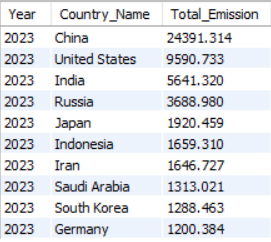 Year Country_Name Total_Emission
2023 China 24391.314
2023 United States 9590.733
2023 India 5641.320
2023 Russia 3688.980
2023 Japan 1920.459
2023 Indonesia 1659.310
2023 Iran 1646.727
2023 Saudi Arabia 1313.021
2023 South Korea 1288.463
2023 Germany 1200.384